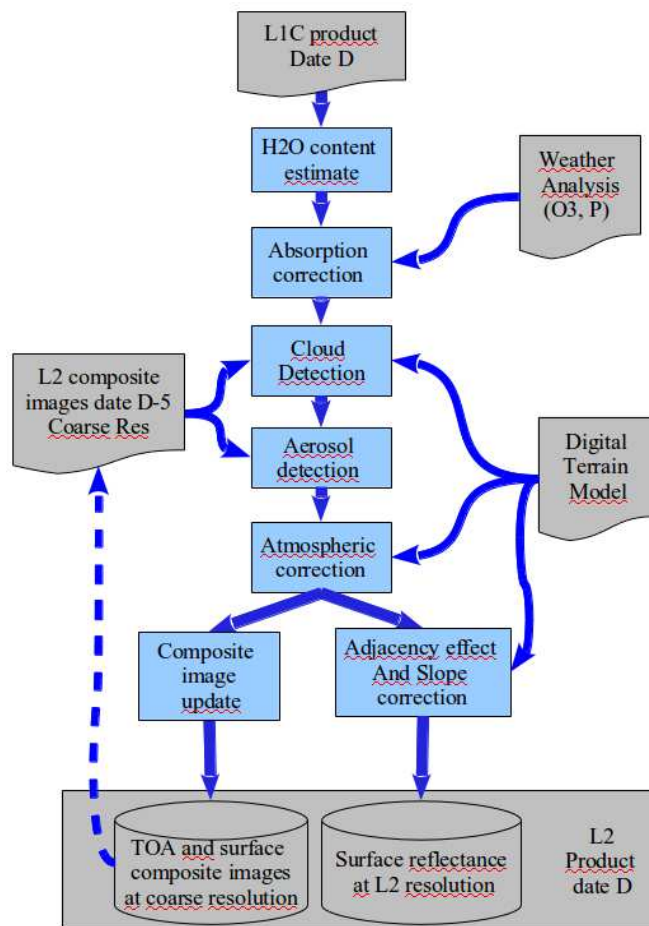 L1C product
Date D
H2O content
estimate
Weather
Analysis
(O3, P)
Absorption
correction
Cloud
Detection
L2 composite
images date D-5
Coarse Res
Aerosol
detection
Digital
Terrain
Model
Atmospheric
correction
Composite
image
update
Adjacency effect
And Slope
correction
TOA and surface
composite images
at coarse resolution
Surface reflectance
at L2 resolution
L2
Product
date D